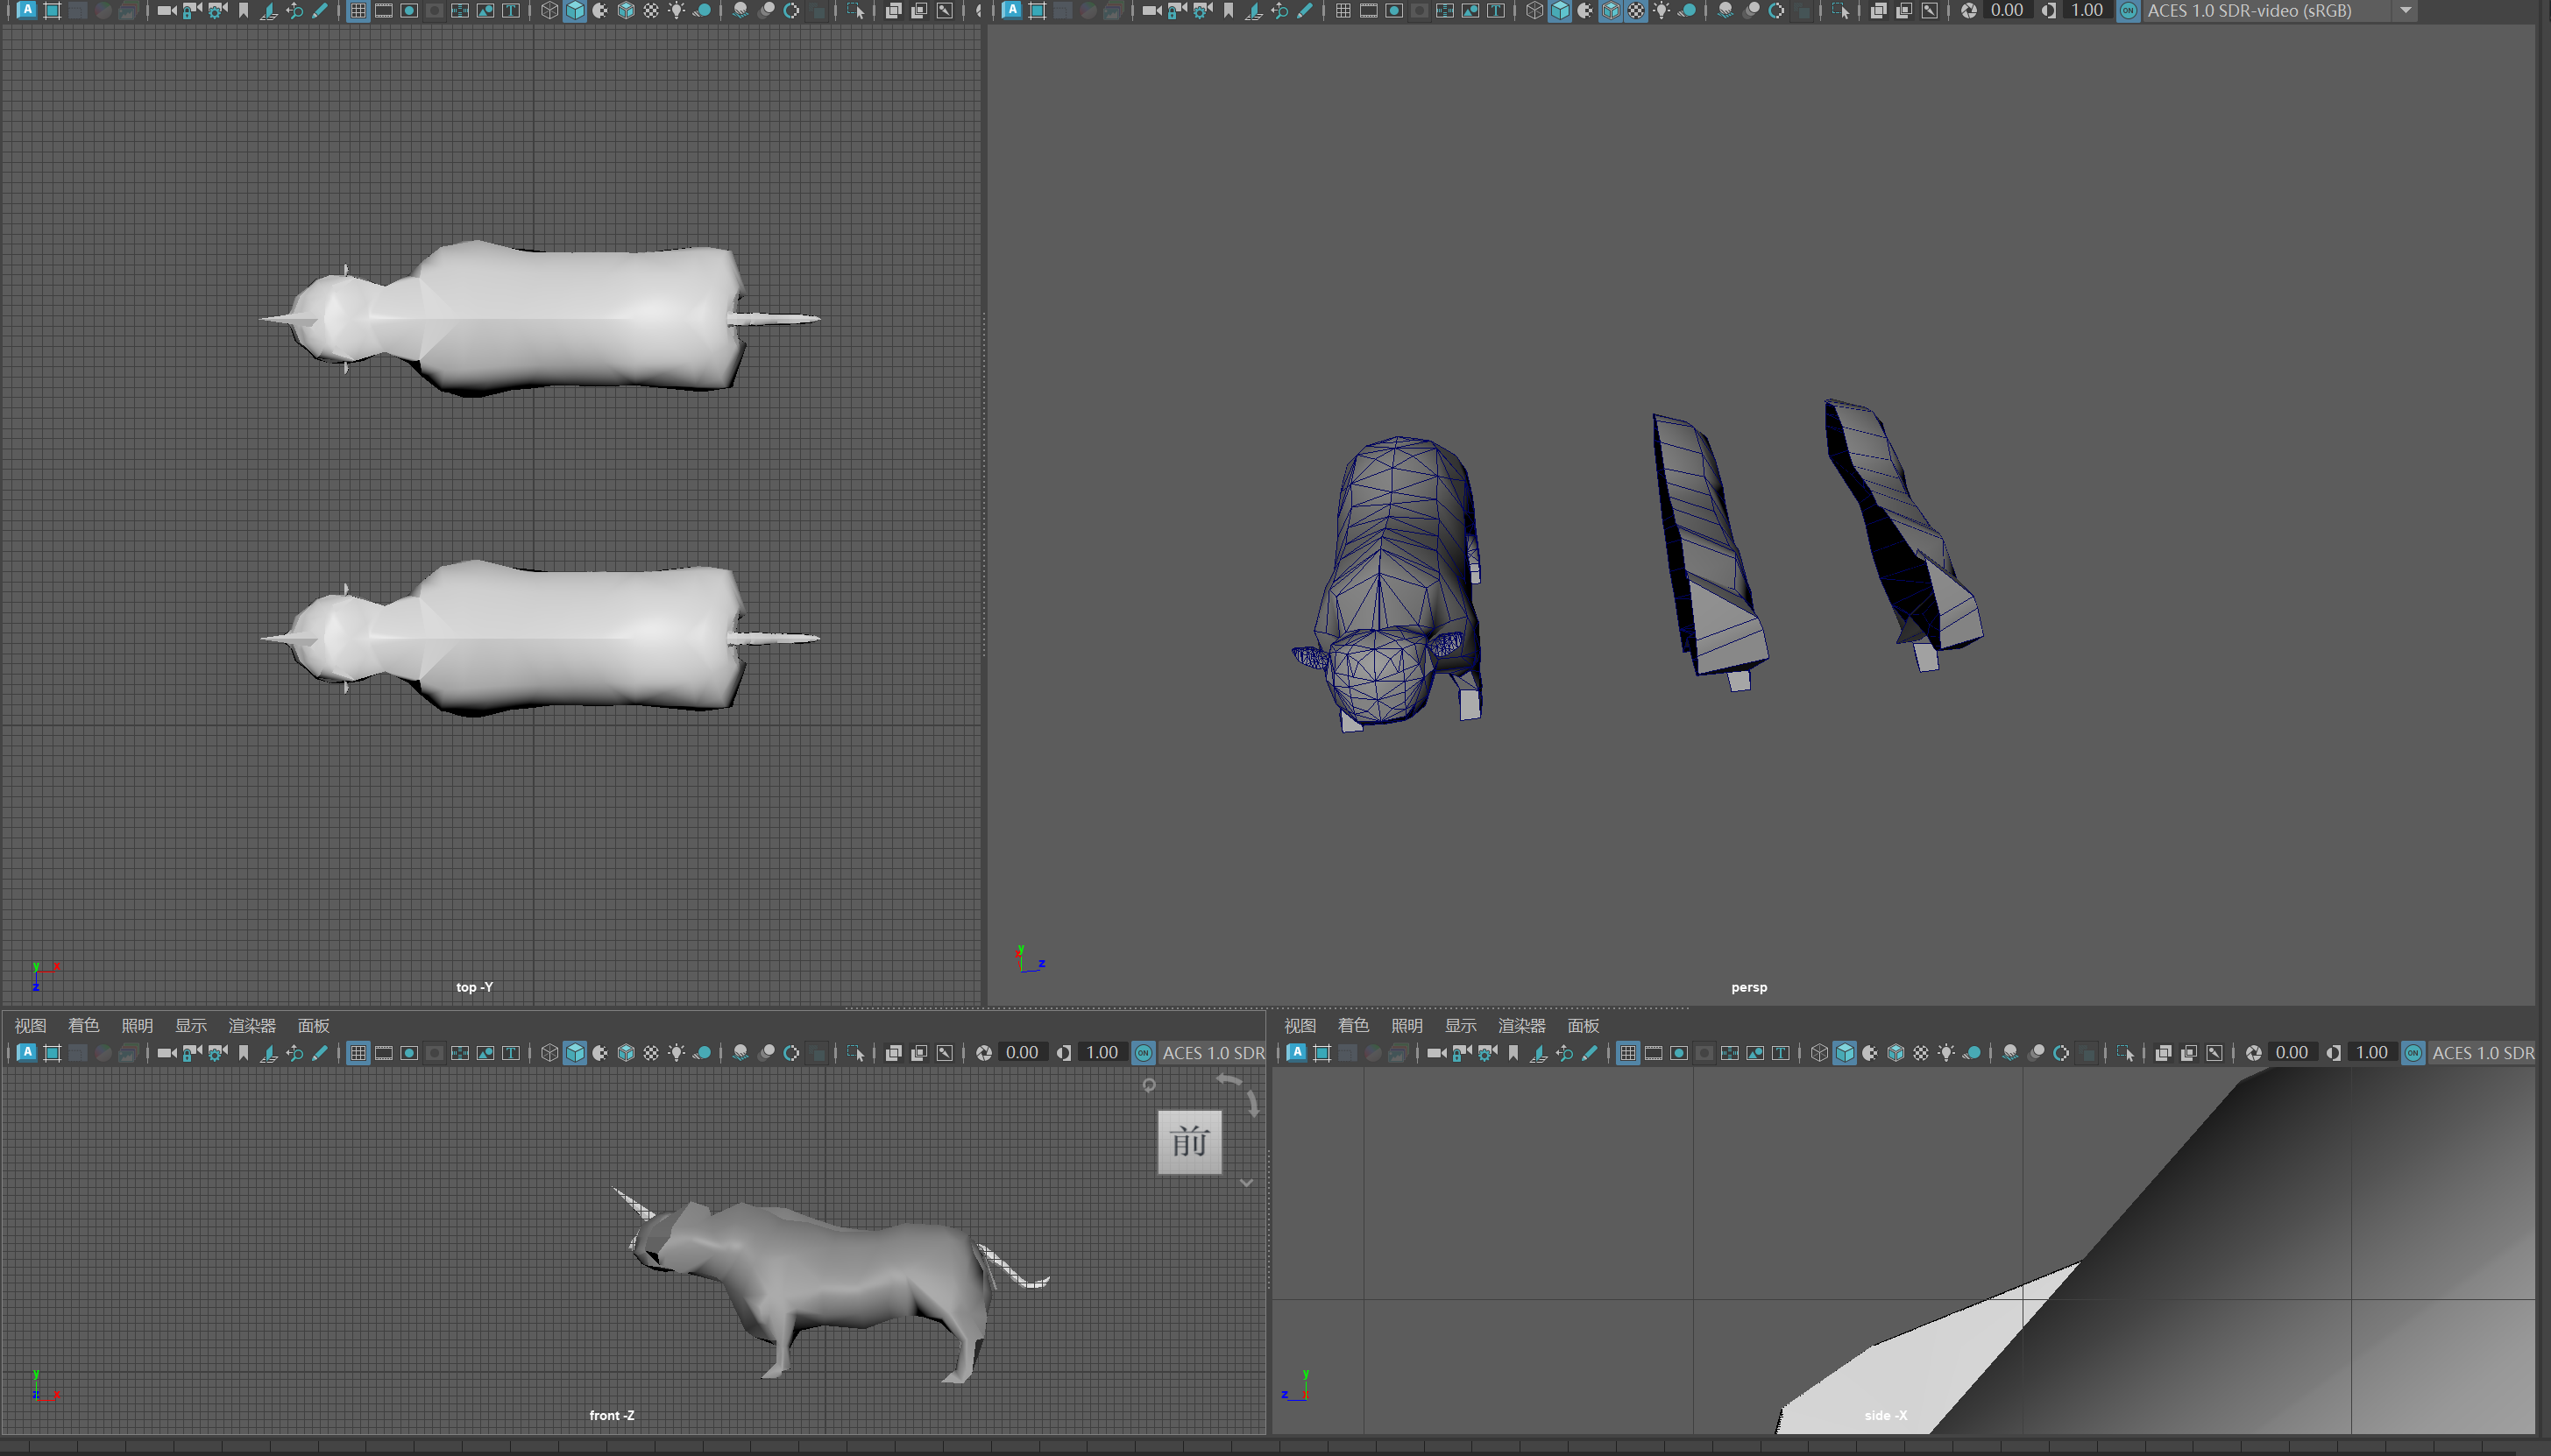 A A 0.00 1.00 ON ACES 1.0 SDR-video (sRGB)
y x
z
top -Y
y
z
persp
视图 着色 照明 显示 渲染器 面板
视图 着色 照明 显示 渲染器 面板
A T 0.00 1.00 ON ACES 1.0 SDR
A T 0.00 1.00 ON ACES 1.0 SDR
前
y
z x
front -Z
y
z
side -X